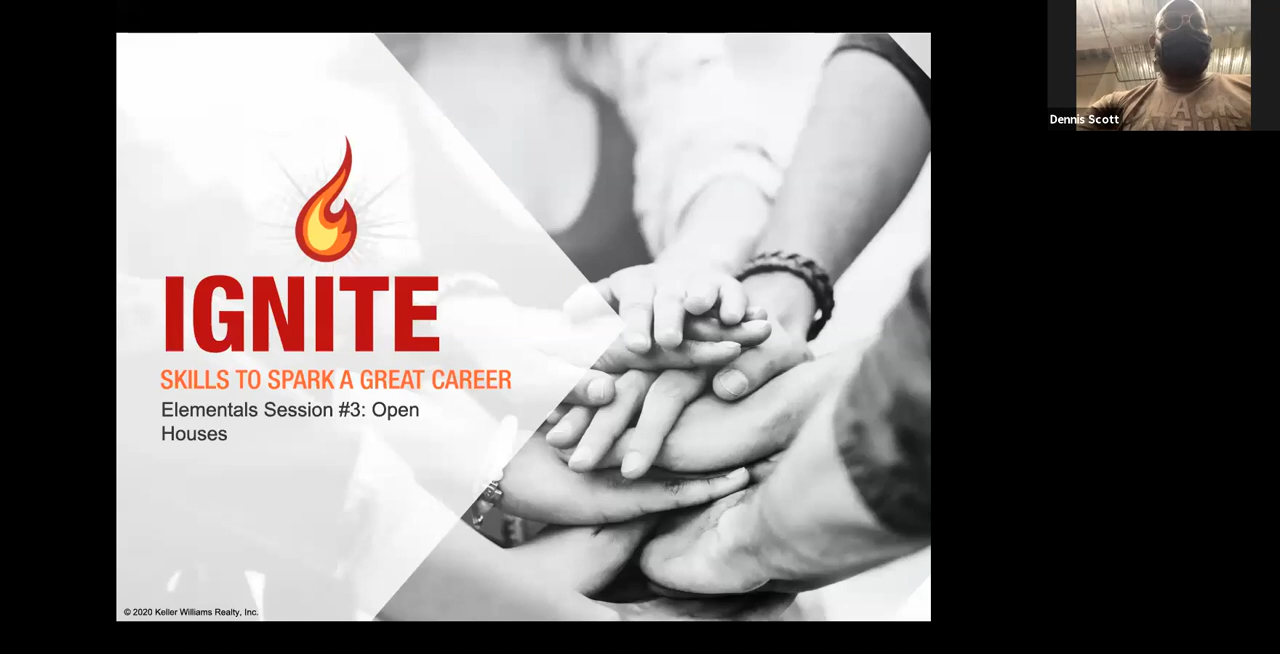 IGNITE
SKILLS TO SPARK A GREAT CAREER
Elementals Session #3: Open
Houses
© 2020 Keller Williams Realty, Inc.
Dennis Scott